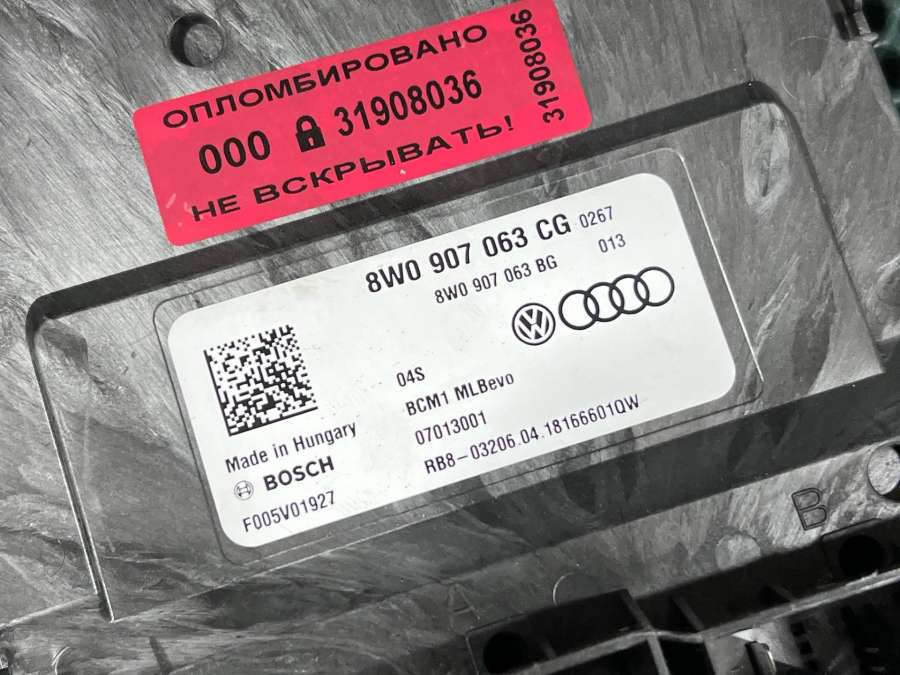 ОПЛОМБИРОВАНО
ООО 31908036
НЕ ВСКРЫВАТЬ!
31908036
8W0 907 063 CG 0267
8W0 907 063 BG 013
04S
BCM1 MLBevo
07013001
RB8-03206.04.18166601QW
Made in Hungary
BOSCH
F005V01927
B
A